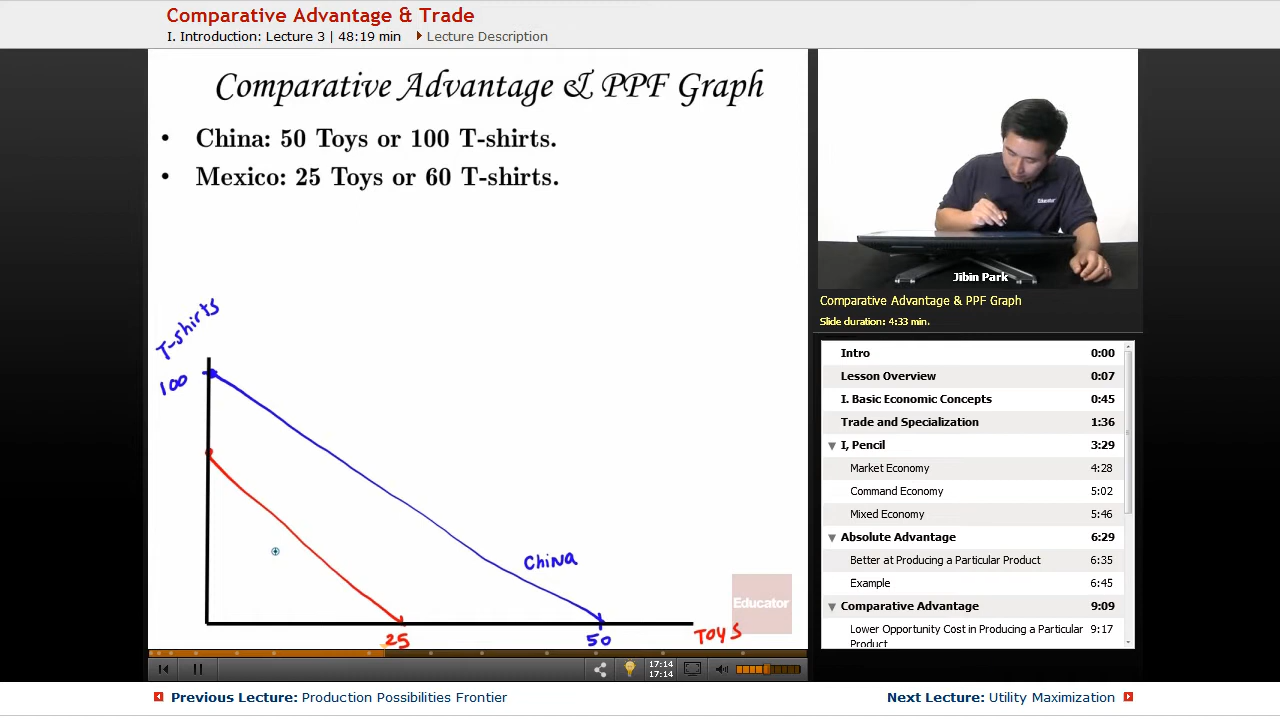 Comparative Advantage & Trade
I. Introduction: Lecture 3 | 48:19 min Lecture Description
Comparative Advantage & PPF Graph
• China: 50 Toys or 100 T-shirts.
• Mexico: 25 Toys or 60 T-shirts.
T-shirts
100
China
25
50
TOYS
Educator
Jibin Park
Comparative Advantage & PPF Graph
Slide duration: 4:33 min.
Intro 0:00
Lesson Overview 0:07
I. Basic Economic Concepts 0:45
Trade and Specialization 1:36
I, Pencil 3:29
Market Economy 4:28
Command Economy 5:02
Mixed Economy 5:46
Absolute Advantage 6:29
Better at Producing a Particular Product 6:35
Example 6:45
Comparative Advantage 9:09
Lower Opportunity Cost in Producing a Particular 9:17
Product
17:14
17:14
Previous Lecture: Production Possibilities Frontier
Next Lecture: Utility Maximization